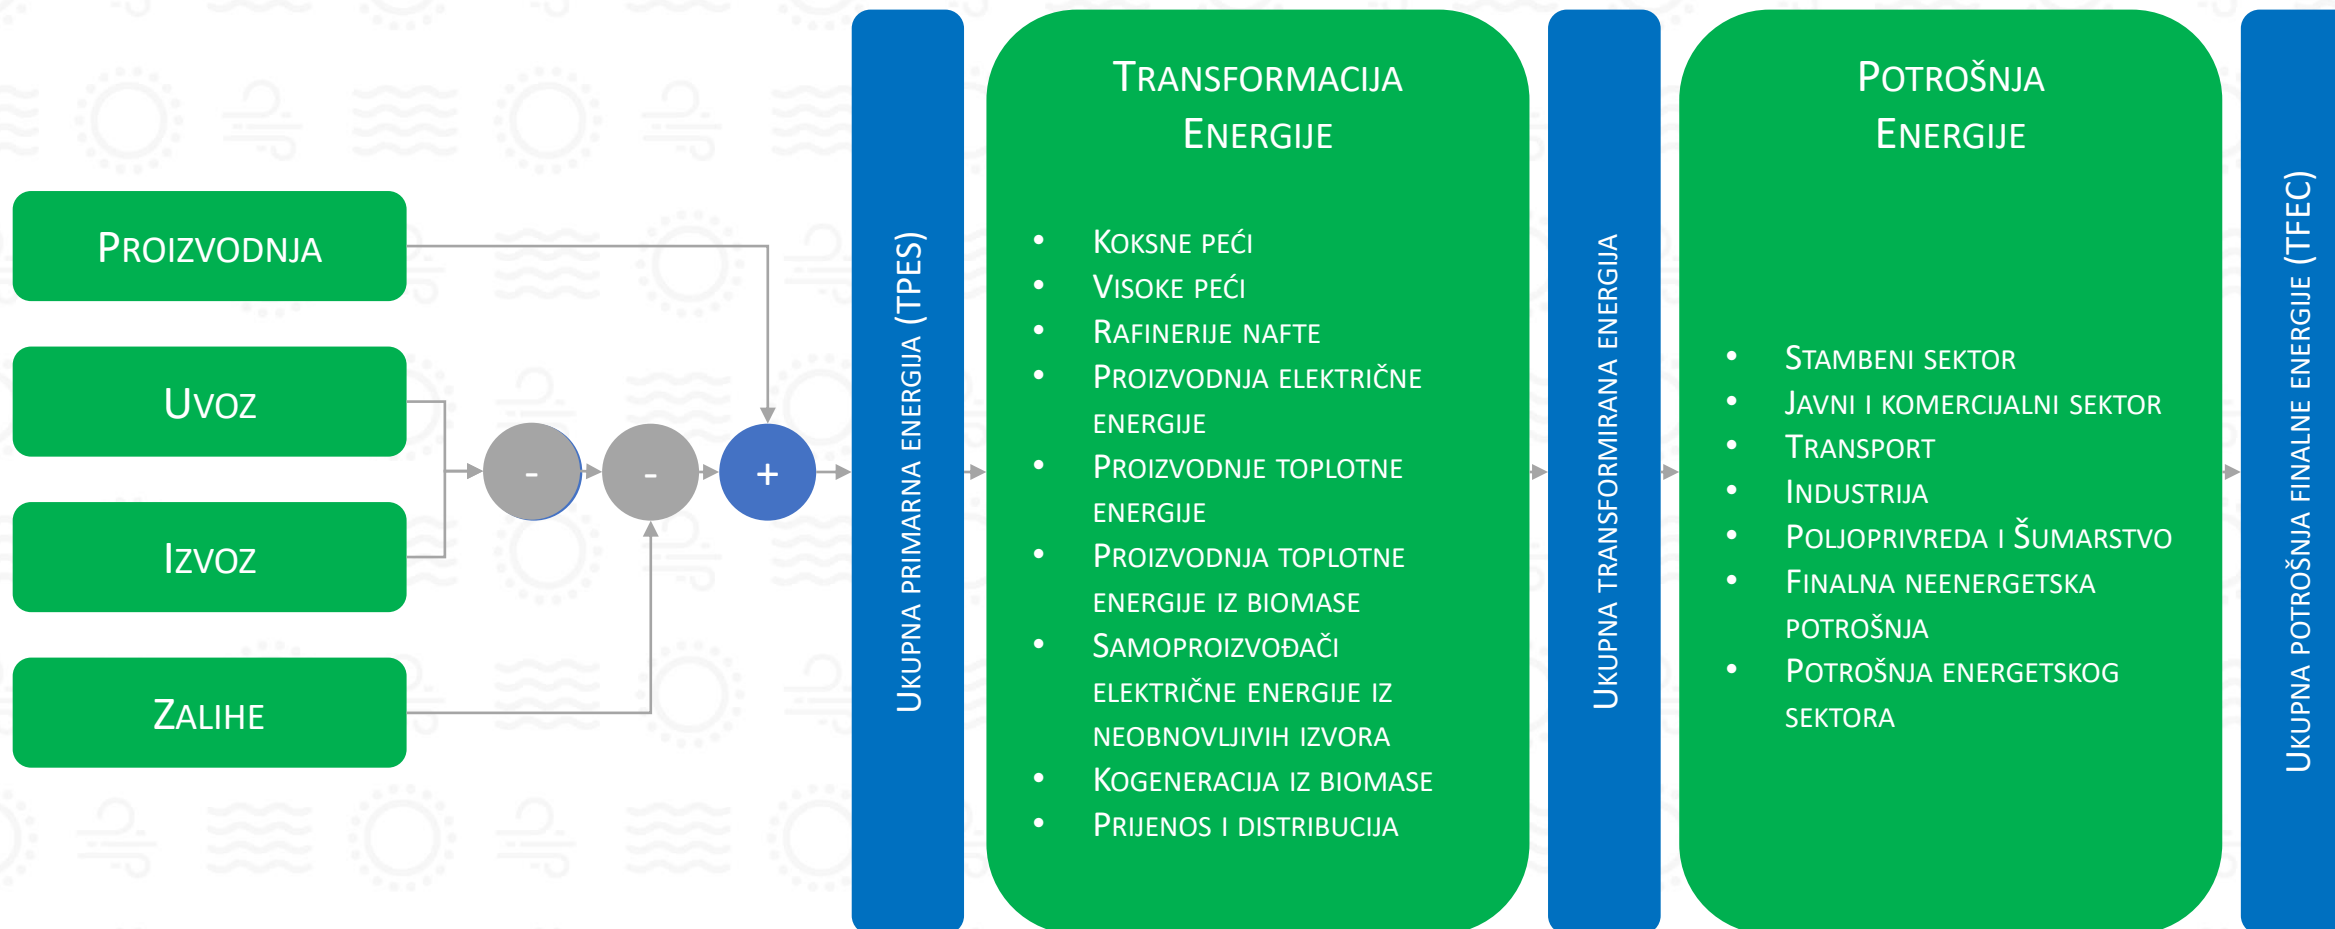 Proizvodnja
Uvoz
Izvoz
Zalihe
-
-
+
Ukupna primarna energija (TPES)
Transformacija
Energije
• Koksne peći
• Visoke peći
• Rafinerije nafte
• Proizvodnja električne
energije
• Proizvodnje toplotne
energije
• Proizvodnja toplotne
energije iz biomase
• Samoproizvođači
električne energije iz
neobnovljivih izvora
• Kogeneracija iz biomase
• Prijenos i distribucija
Ukupna transformirana energija
Potrošnja
Energije
• Stambeni sektor
• Javni i komercijalni sektor
• Transport
• Industrija
• Poljoprivreda i Šumarstvo
• Finalna neenergetska
potrošnja
• Potrošnja energetskog
sektora
Ukupna potrošnja finalne energije (TFEC)